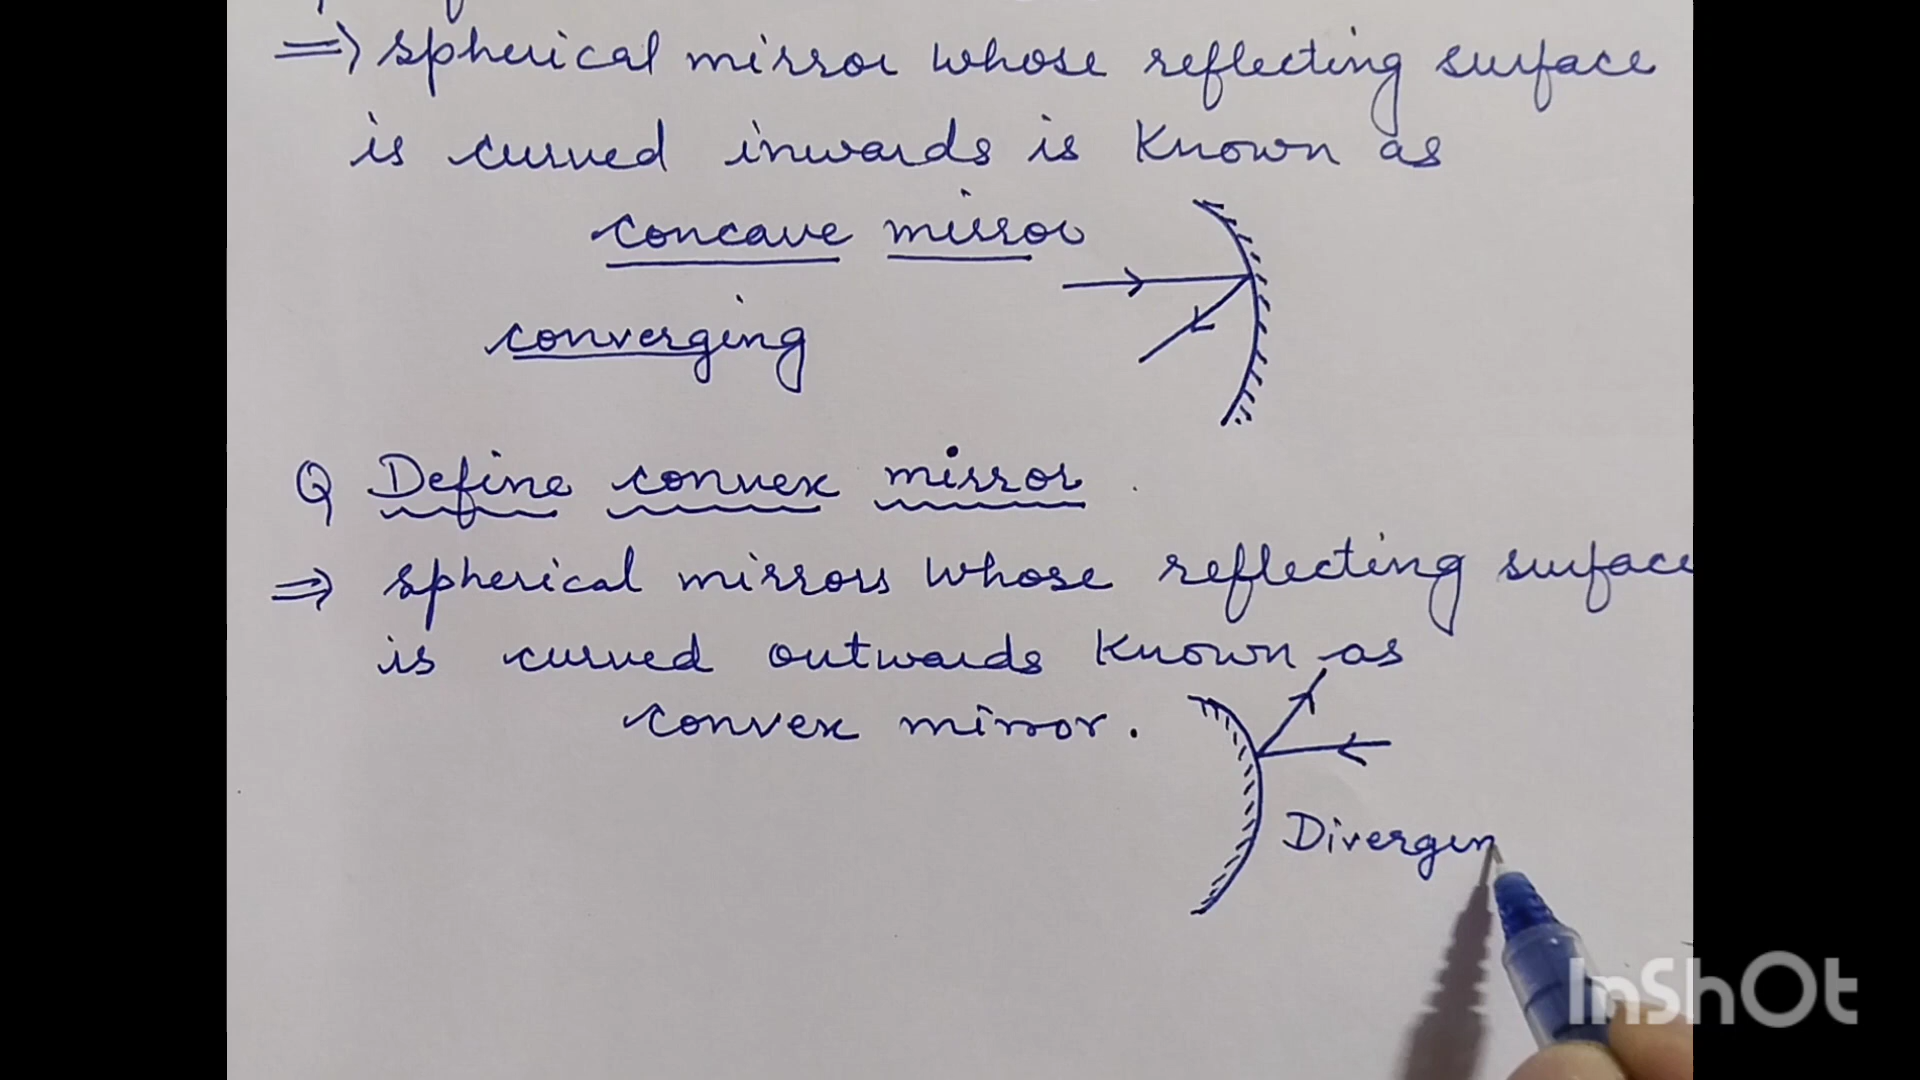 ⇒ spherical mirror whose reflecting surface
is curved inwards is known as
concave mirror
converging
Q Define convex mirror.
⇒ spherical mirrors whose reflecting surface
is curved outwards known as
convex mirror.
Divergin
InShOt